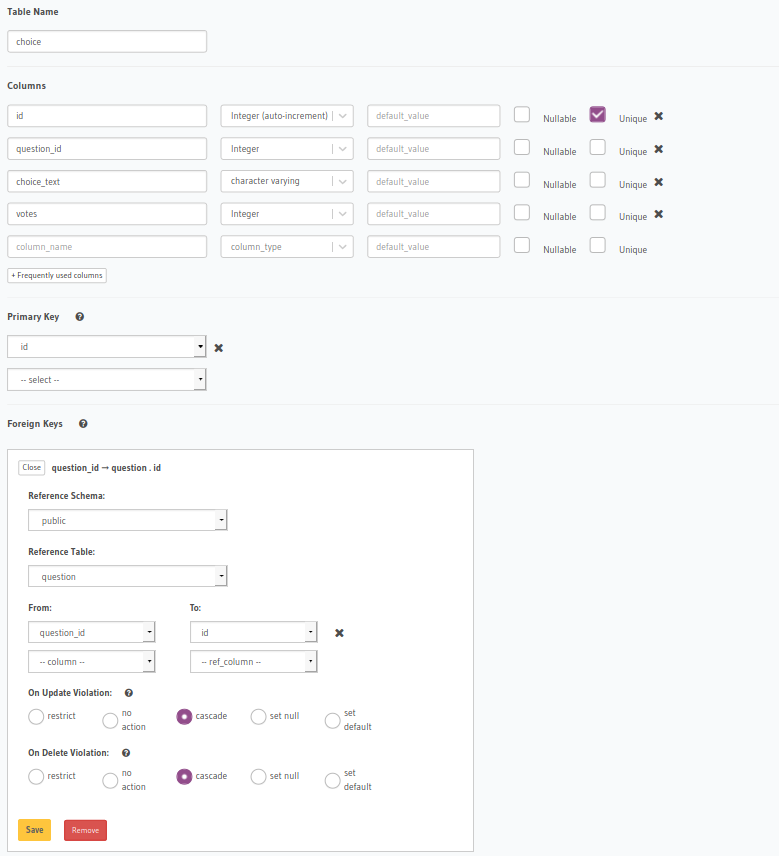 Table Name
choice
Columns
id Integer (auto-increment) default_value Nullable Unique
question_id Integer default_value Nullable Unique
choice_text character varying default_value Nullable Unique
votes Integer default_value Nullable Unique
column_name column_type default_value Nullable Unique
+ Frequently used columns
Primary Key ?
id
-- select --
Foreign Keys ?
Close question_id → question . id
Reference Schema:
public
Reference Table:
question
From: To:
question_id id
-- column -- -- ref_column --
On Update Violation: ?
restrict no action cascade set null set default
On Delete Violation: ?
restrict no action cascade set null set default
Save Remove